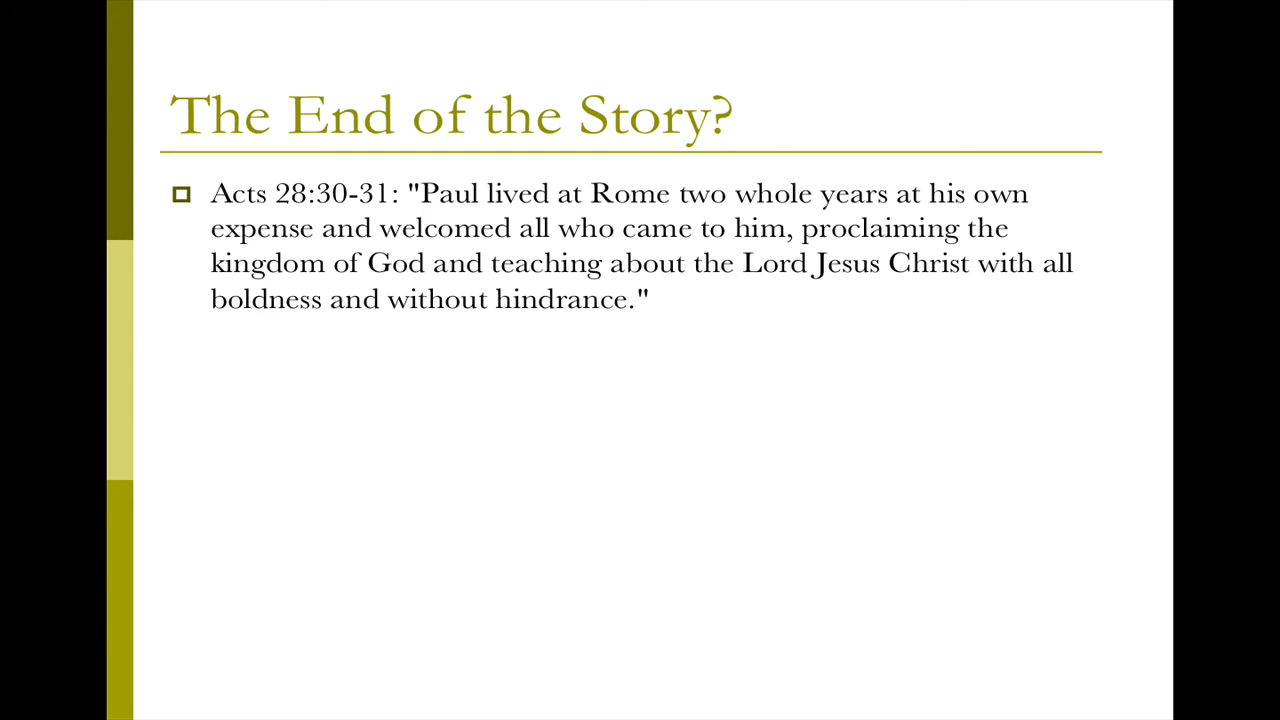 The End of the Story?
Acts 28:30-31: "Paul lived at Rome two whole years at his own
expense and welcomed all who came to him, proclaiming the
kingdom of God and teaching about the Lord Jesus Christ with all
boldness and without hindrance."